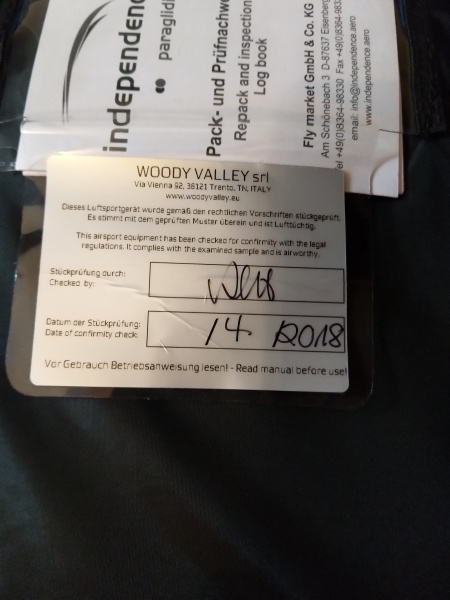 independenc
paraglid
Pack- und Prüfnachwe
Repack and inspection
Log book
Fly market GmbH & Co. KG
Am Schönebach 3 D-87637 Eisenberg
el +49(0)8364-98330 Fax +49(0)8364-983
email: info@independence.aero
www.independence.aero
WOODY VALLEY srl
Via Vienna 92, 38121 Trento, TN, ITALY
www.woodyvalley.eu
Dieses Luftsportgerät wurde gemäß den rechtlichen Vorschriften stückgeprüft.
Es stimmt mit dem geprüften Muster überein und ist Lufttüchtig.
This airsport equipment has been checked for confirmity with the legal
regulations. It complies with the examined sample and is airworthy.
Stückprüfung durch:
Checked by:
Datum der Stückprüfung:
Date of confirmity check:
14 2018
Vor Gebrauch Betriebsanweisung lesen! - Read manual before use!